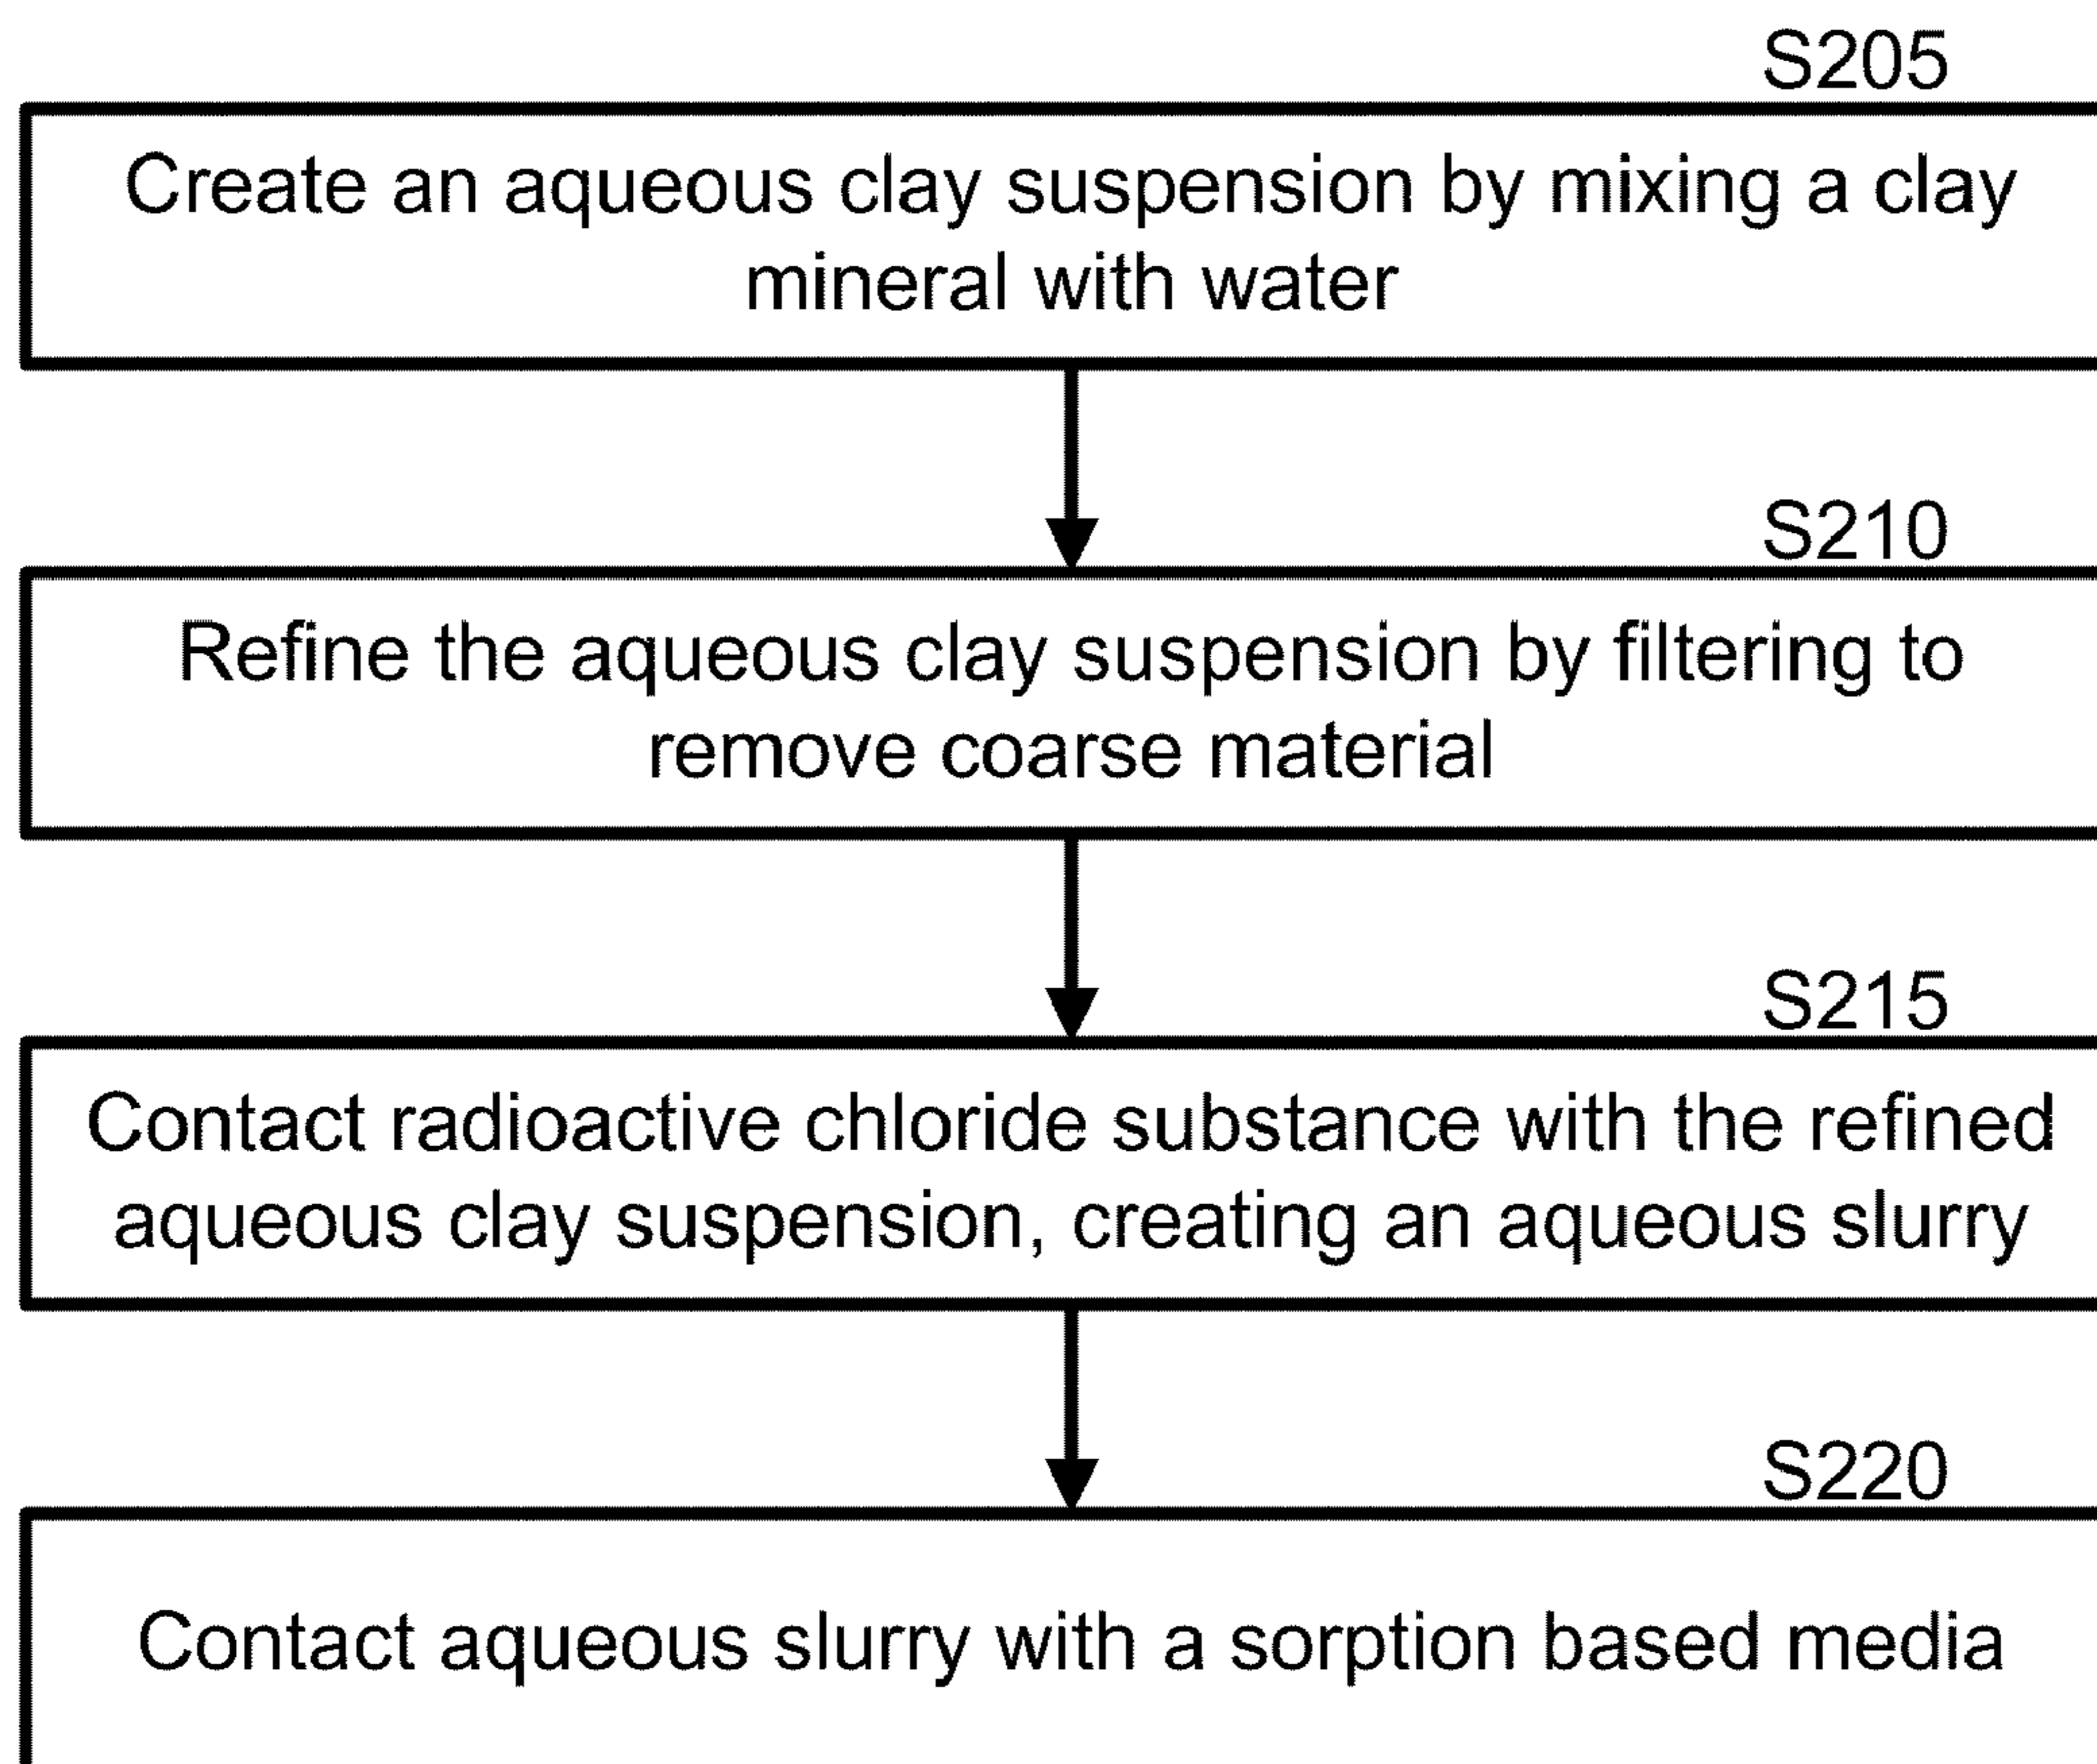 S205
Create an aqueous clay suspension by mixing a clay
mineral with water
S210
Refine the aqueous clay suspension by filtering to
remove coarse material
S215
Contact radioactive chloride substance with the refined
aqueous clay suspension, creating an aqueous slurry
S220
Contact aqueous slurry with a sorption based media